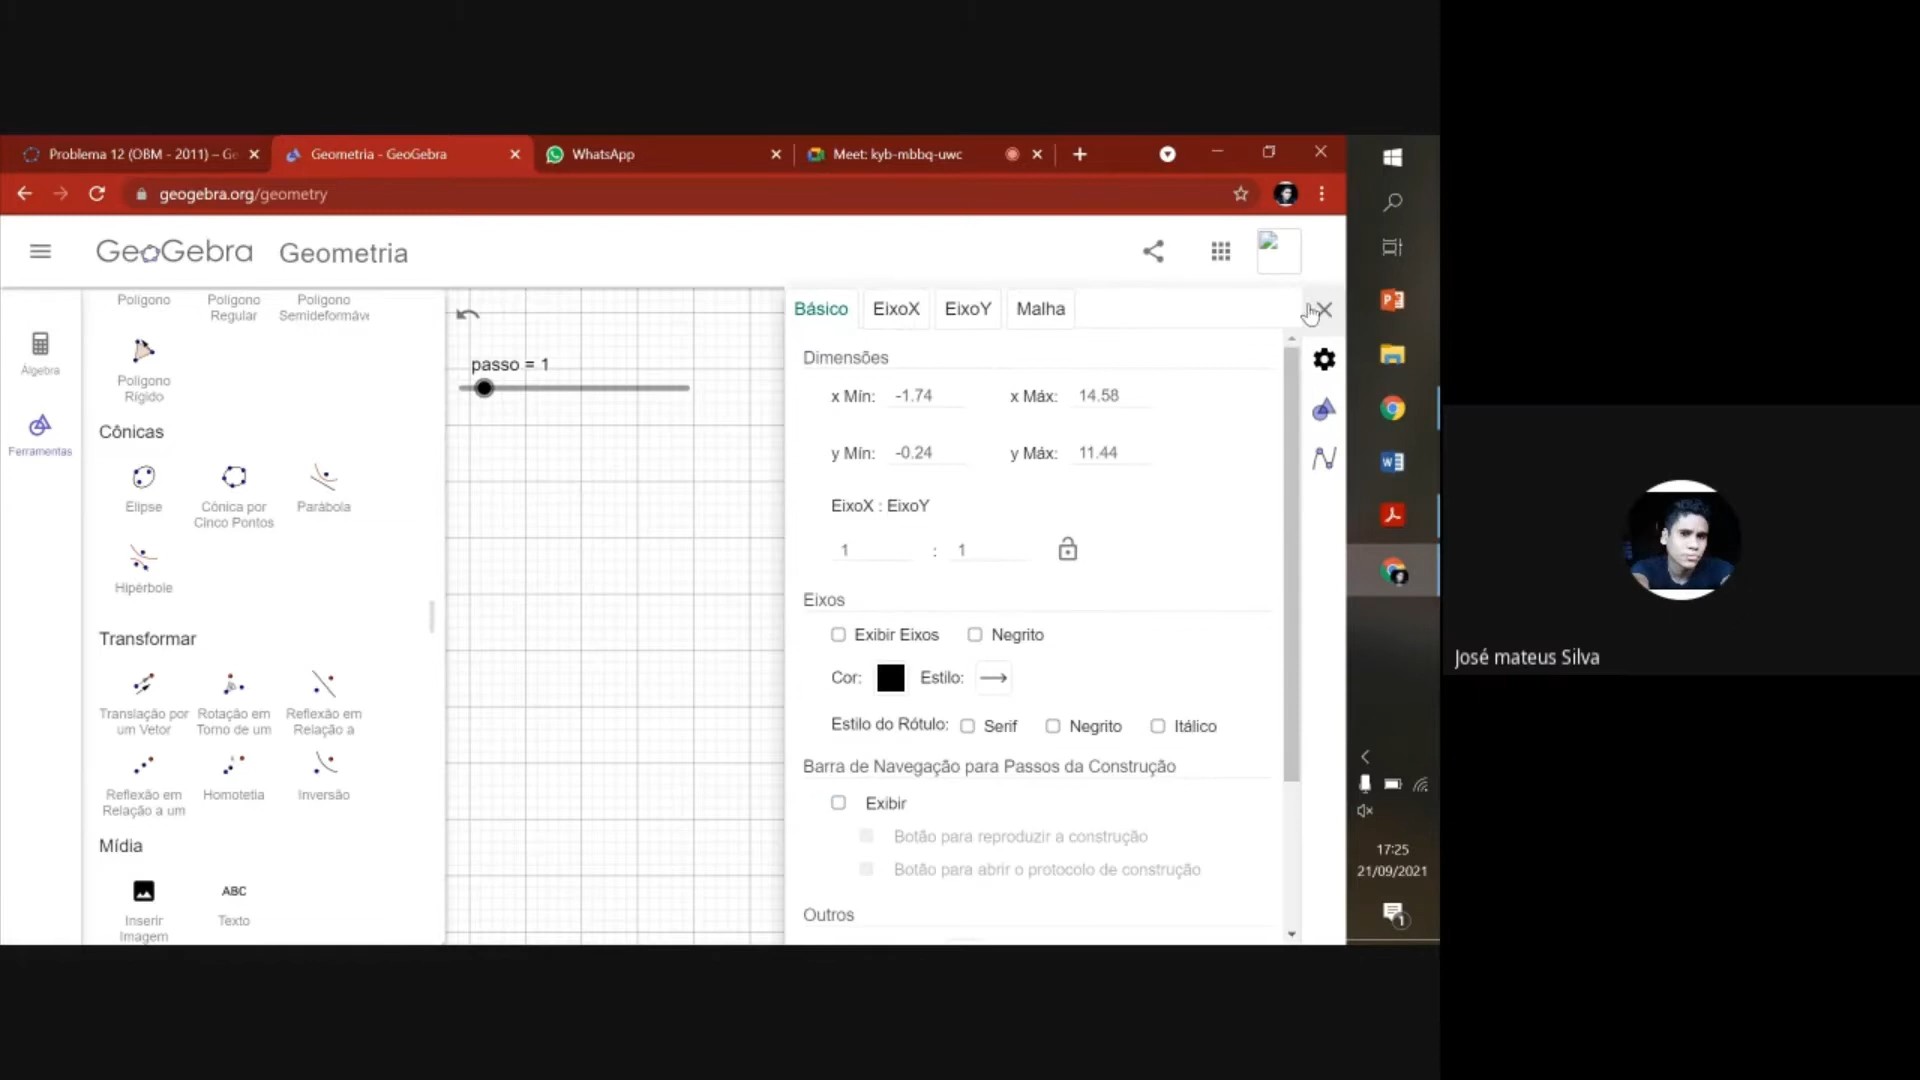 Problema 12 (OBM - 2011) – Ge
Geometria - GeoGebra
WhatsApp
Meet: kyb-mbbq-uwc
geogebra.org/geometry
GeoGebra
Geometria
Álgebra
Ferramentas
Polígono
Polígono
Regular
Polígono
Semideformáve
Polígono
Rígido
Cônicas
Elipse
Cônica por
Cinco Pontos
Parábola
Hipérbole
Transformar
Translação por
um Vetor
Rotação em
Torno de um
Reflexão em
Relação a
Reflexão em
Relação a um
Homotetia
Inversão
Mídia
Inserir
Imagem
ABC
Texto
passo = 1
Básico
EixoX
EixoY
Malha
Dimensões
x Mín: -1.74
x Máx: 14.58
y Mín: -0.24
y Máx: 11.44
EixoX : EixoY
1 : 1
Eixos
Exibir Eixos
Negrito
Cor:
Estilo:
Estilo do Rótulo:
Serif
Negrito
Itálico
Barra de Navegação para Passos da Construção
Exibir
Botão para reproduzir a construção
Botão para abrir o protocolo de construção
Outros
17:25
21/09/2021
1
José mateus Silva